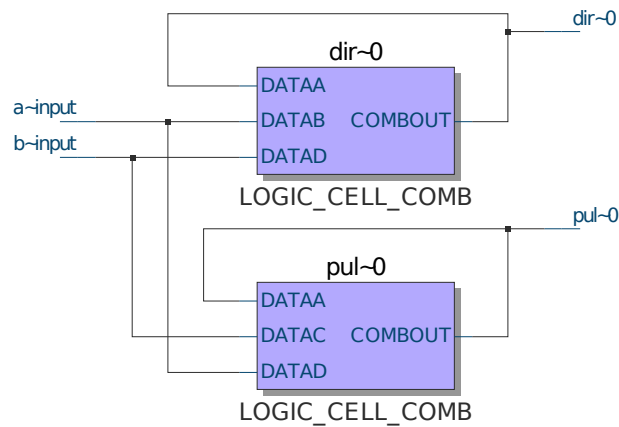 dir~0
dir~0
DATAA
a~input
DATAB COMBOUT
b~input
DATAD
LOGIC_CELL_COMB
pul~0
pul~0
DATAA
DATAC COMBOUT
DATAD
LOGIC_CELL_COMB